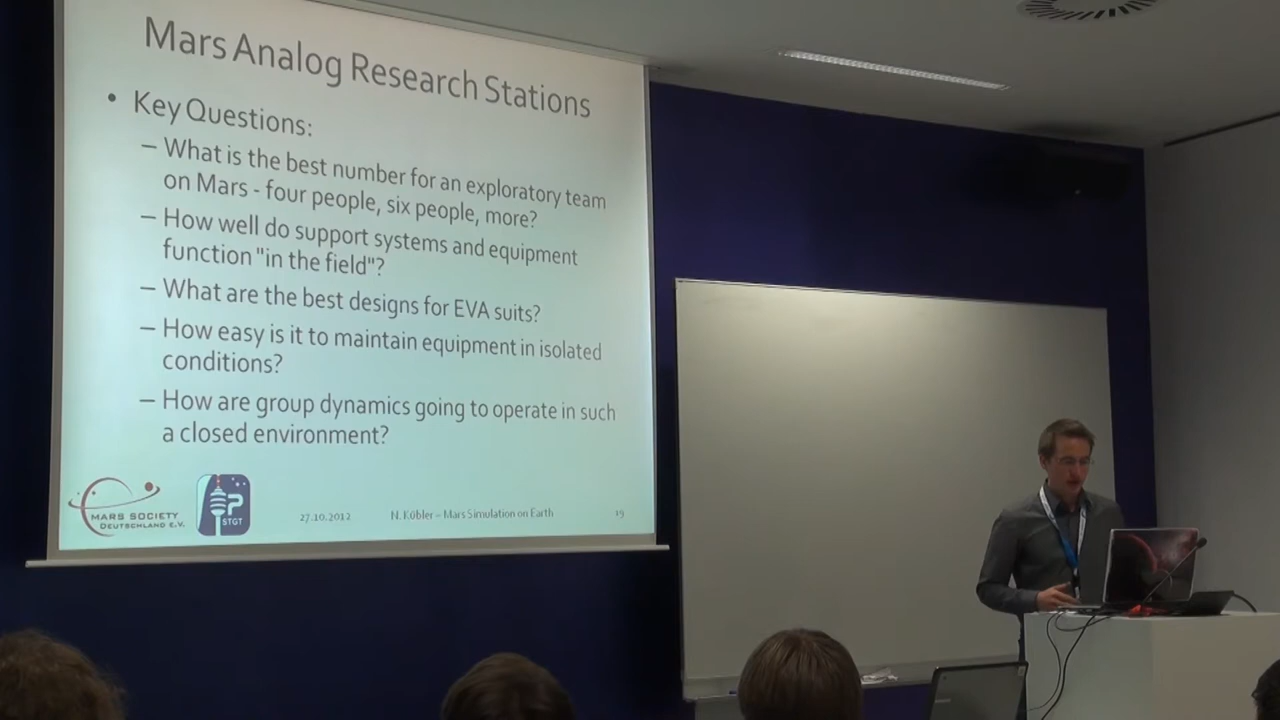 Mars Analog Research Stations
• Key Questions:
– What is the best number for an exploratory team
on Mars - four people, six people, more?
– How well do support systems and equipment
function "in the field"?
– What are the best designs for EVA suits?
– How easy is it to maintain equipment in isolated
conditions?
– How are group dynamics going to operate in such
a closed environment?
MARS SOCIETY
DEUTSCHLAND E.V.
P
STGT
27.10.2012
N. Köbler – Mars Simulation on Earth
19